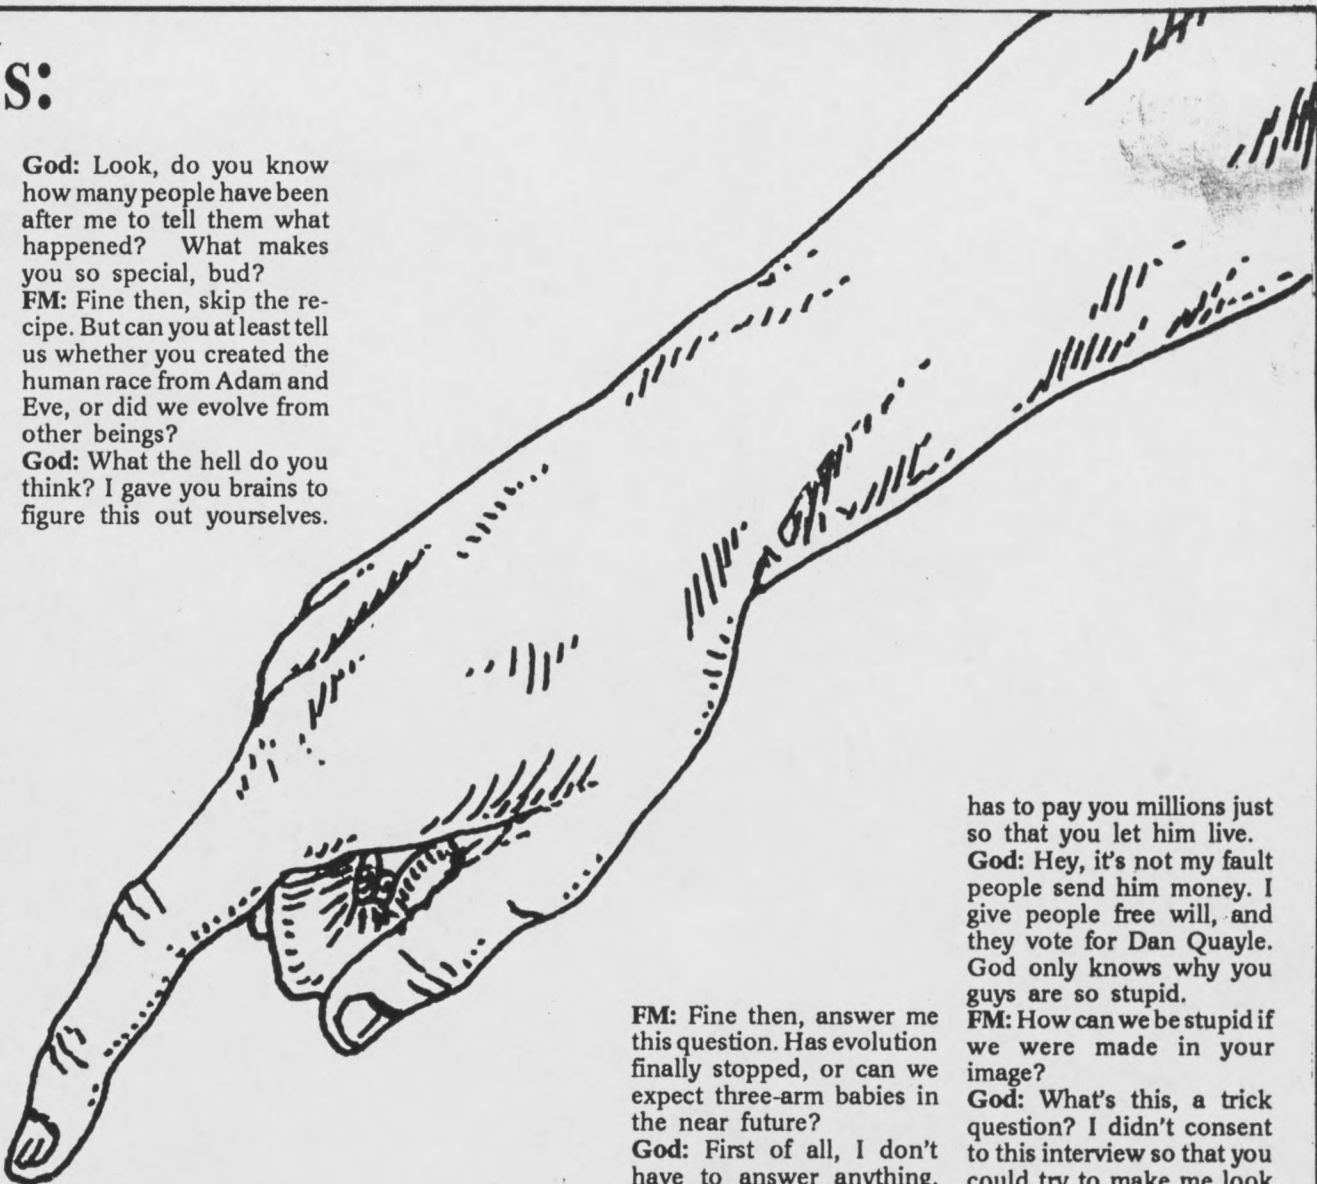 s:
God: Look, do you know
how many people have been
after me to tell them what
happened? What makes
you so special, bud?
FM: Fine then, skip the re-
cipe. But can you at least tell
us whether you created the
human race from Adam and
Eve, or did we evolve from
other beings?
God: What the hell do you
think? I gave you brains to
figure this out yourselves.
FM: Fine then, answer me
this question. Has evolution
finally stopped, or can we
expect three-arm babies in
the near future?
God: First of all, I don't
have to answer anything.
has to pay you millions just
so that you let him live.
God: Hey, it's not my fault
people send him money. I
give people free will, and
they vote for Dan Quayle.
God only knows why you
guys are so stupid.
FM: How can we be stupid if
we were made in your
image?
God: What's this, a trick
question? I didn't consent
to this interview so that you
could try to make me look